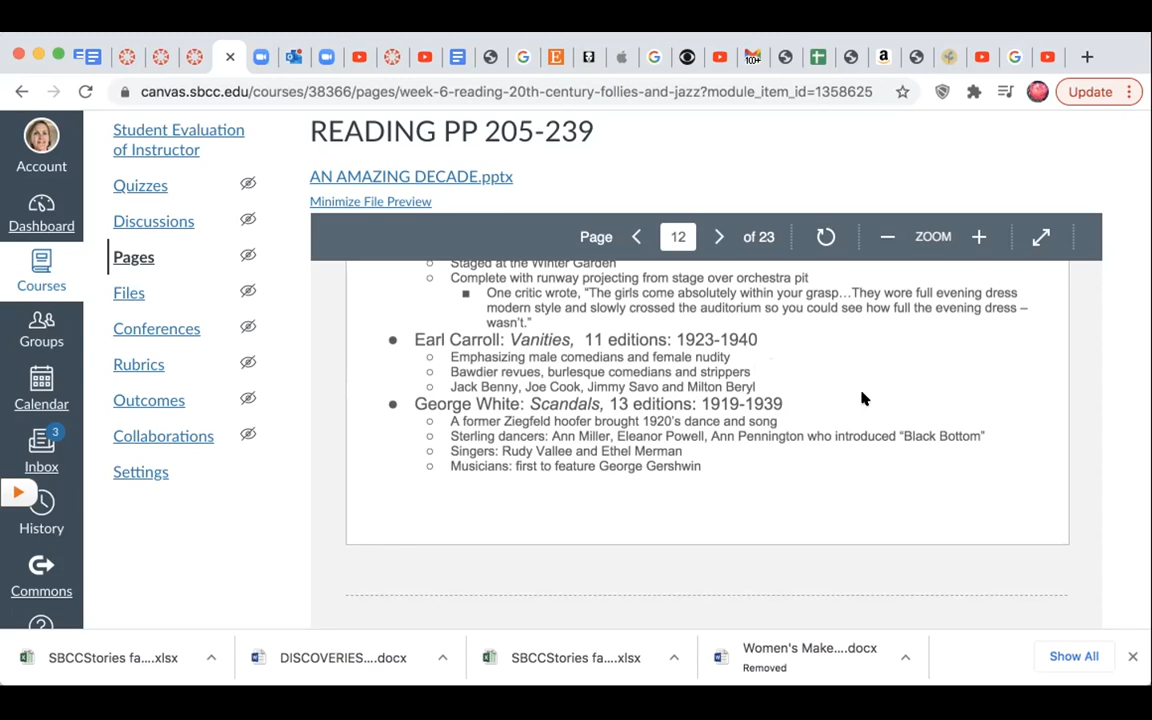 canvas.sbcc.edu/courses/38366/pages/week-6-reading-20th-century-follies-and-jazz?module_item_id=1358625
Update
100+
a
Account
Dashboard
Courses
Groups
Calendar
3
Inbox
History
Commons
Student Evaluation
of Instructor
Quizzes
Discussions
Pages
Files
Conferences
Rubrics
Outcomes
Collaborations
Settings
READING PP 205-239
AN AMAZING DECADE.pptx
Minimize File Preview
Page 12 of 23 ZOOM
Staged at the Winter Garden
Complete with runway projecting from stage over orchestra pit
One critic wrote, “The girls come absolutely within your grasp…They wore full evening dress
modern style and slowly crossed the auditorium so you could see how full the evening dress –
wasn’t.”
Earl Carroll: Vanities, 11 editions: 1923-1940
Emphasizing male comedians and female nudity
Bawdier revues, burlesque comedians and strippers
Jack Benny, Joe Cook, Jimmy Savo and Milton Beryl
George White: Scandals, 13 editions: 1919-1939
A former Ziegfeld hoofer brought 1920’s dance and song
Sterling dancers: Ann Miller, Eleanor Powell, Ann Pennington who introduced “Black Bottom”
Singers: Rudy Vallee and Ethel Merman
Musicians: first to feature George Gershwin
SBCCStories fa....xlsx
DISCOVERIES....docx
SBCCStories fa....xlsx
Women's Make....docx
Removed
Show All